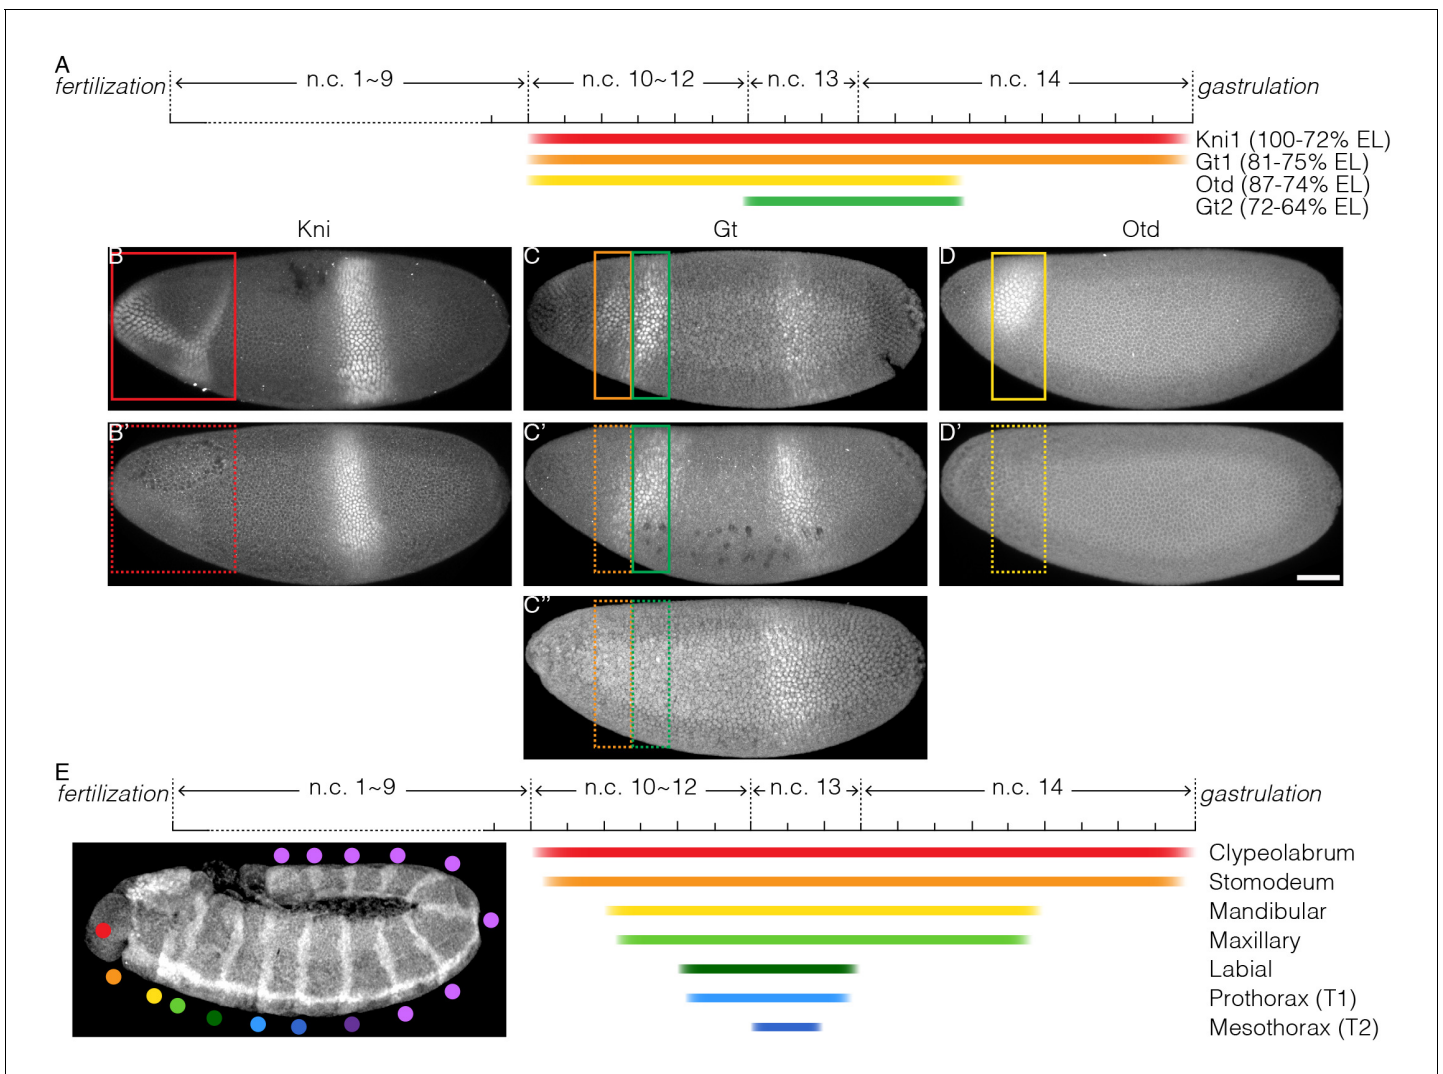 A
fertilization n.c. 1~9 n.c. 10~12 n.c. 13 n.c. 14 gastrulation
Kni1 (100-72% EL)
Gt1 (81-75% EL)
Otd (87-74% EL)
Gt2 (72-64% EL)
Kni Gt Otd
B C D
B' C' D'
C''
E
fertilization n.c. 1~9 n.c. 10~12 n.c. 13 n.c. 14 gastrulation
Clypeolabrum
Stomodeum
Mandibular
Maxillary
Labial
Prothorax (T1)
Mesothorax (T2)